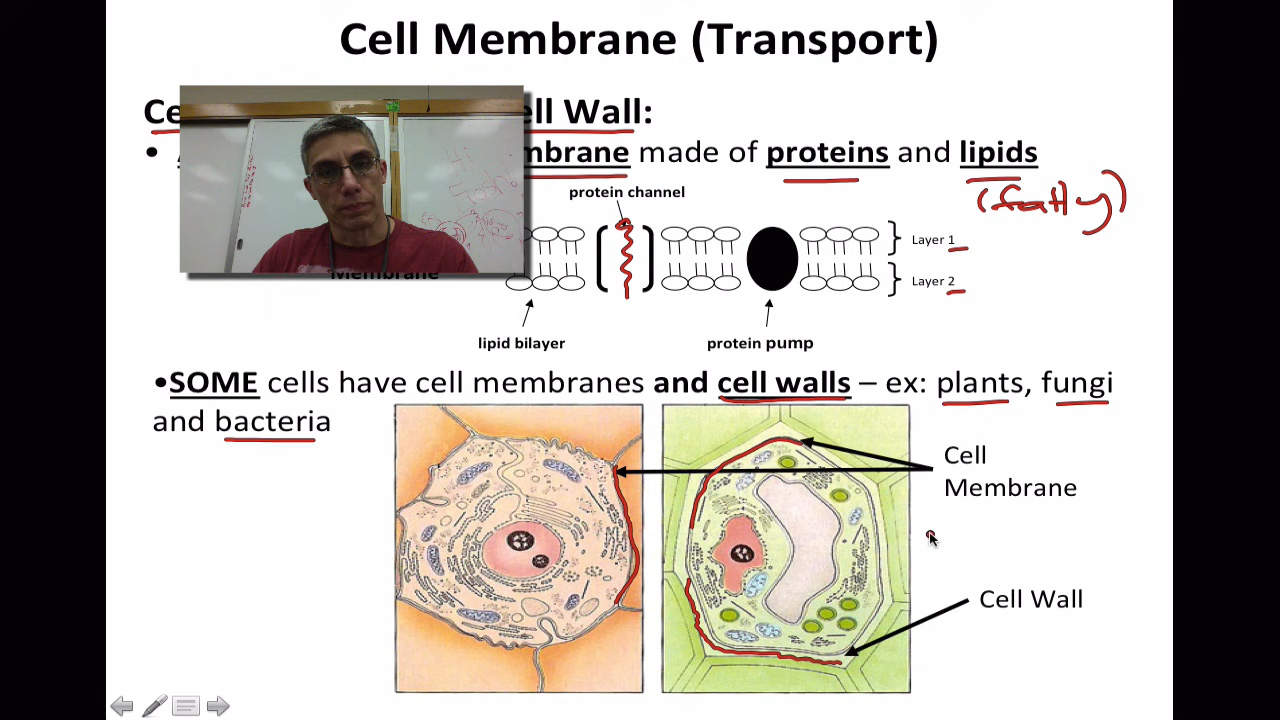 Cell Membrane (Transport)
Ce ell Wall:
• mbrane made of proteins and lipids
(fatty)
protein channel
Layer 1
Layer 2
Membrane
lipid bilayer
protein pump
•SOME cells have cell membranes and cell walls – ex: plants, fungi
and bacteria
Cell
Membrane
Cell Wall